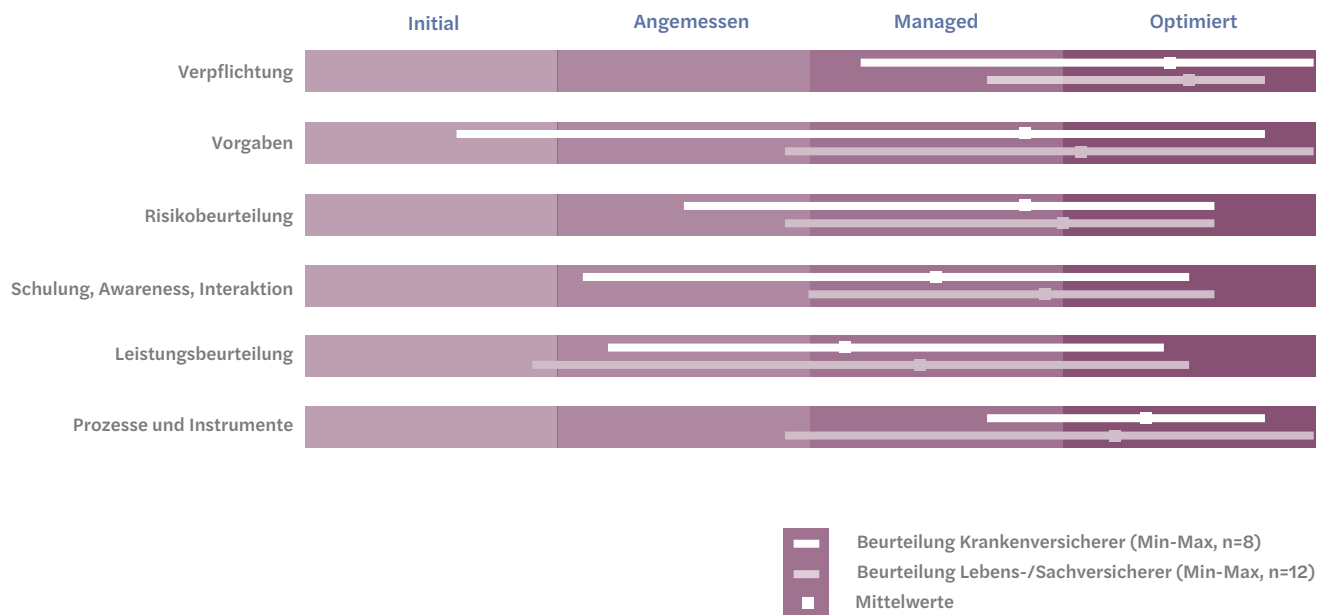 Initial Angemessen Managed Optimiert
Verpflichtung
Vorgaben
Risikobeurteilung
Schulung, Awareness, Interaktion
Leistungsbeurteilung
Prozesse und Instrumente
Beurteilung Krankenversicherer (Min-Max, n=8)
Beurteilung Lebens-/Sachversicherer (Min-Max, n=12)
Mittelwerte